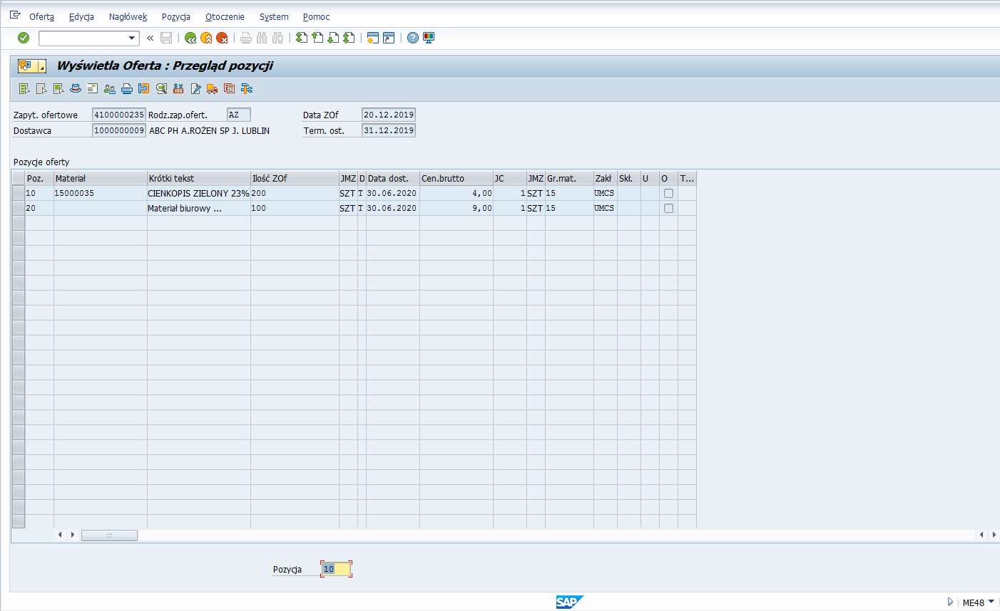 Oferta Edycja Nagłówek Pozycja Otoczenie System Pomoc
Wyświetla Oferta : Przegląd pozycji
Zapyt. ofertowe 4100000235 Rodz.zap.ofert. AZ Data ZOf 20.12.2019
Dostawca 1000000009 ABC PH A.ROŻEN SP J. LUBLIN Term. ost. 31.12.2019
Pozycje oferty
Poz. Materiał Krótki tekst Ilość ZOf JMZ D Data dost. Cen.brutto JC JMZ Gr.mat. Zakł Skł. U O T...
10 15000035 CIENKOPIS ZIELONY 23% 200 SZT T 30.06.2020 4,00 1 SZT 15 UMCS
20 Materiał biurowy ... 100 SZT T 30.06.2020 9,00 1 SZT 15 UMCS
Pozycja 10
SAP ME48